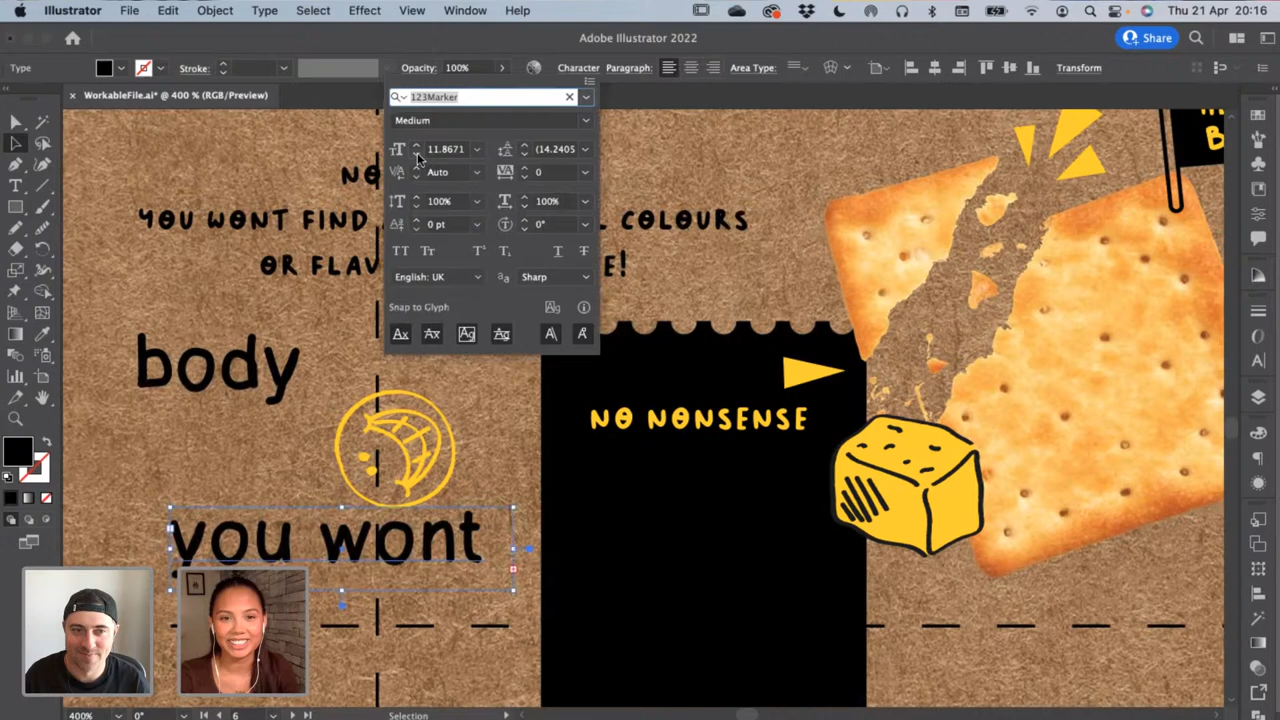 Illustrator File Edit Object Type Select Effect View Window Help
Thu 21 Apr 20:16
Adobe Illustrator 2022
Share
Type
Stroke:
Opacity: 100%
Character
Paragraph:
Area Type:
Transform
× WorkableFile.ai* @ 400 % (RGB/Preview)
123Marker
Medium
11.8671
(14.2405
Auto
0
100%
100%
0 pt
0°
English: UK
Sharp
Snap to Glyph
NO
YOU WONT FIND
COLOURS
OR FLAV
E!
body
NO NONSENSE
you wont
400%
0°
6
Selection